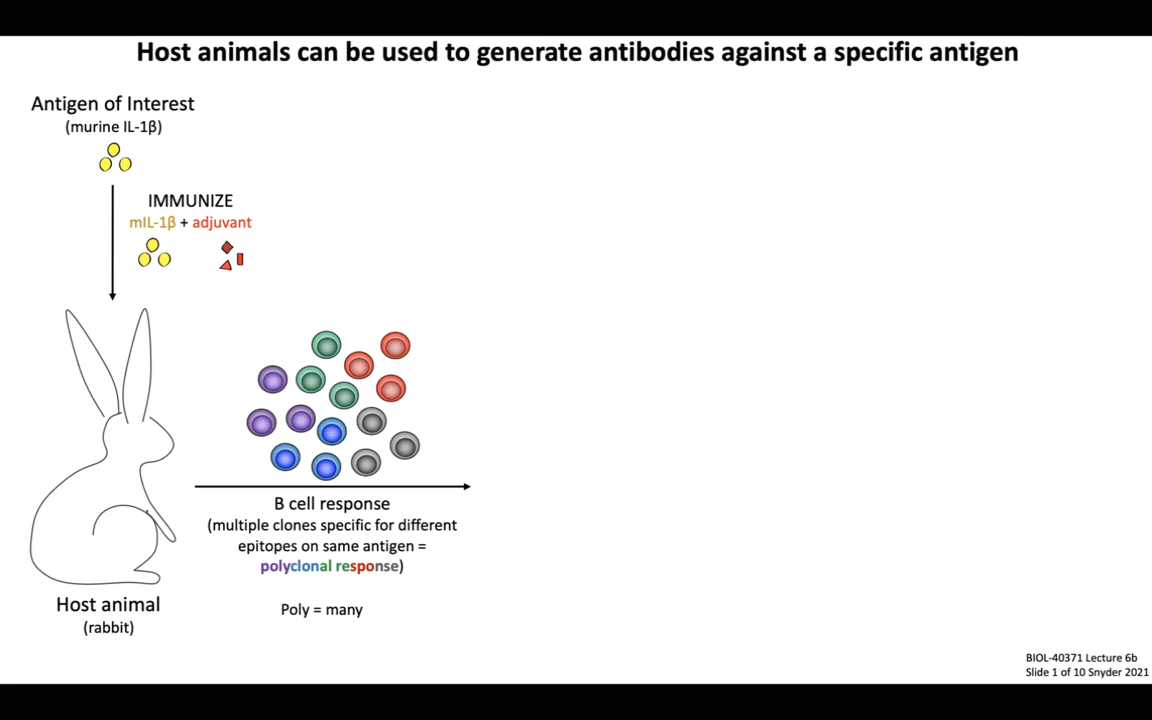 Host animals can be used to generate antibodies against a specific antigen
Antigen of Interest
(murine IL-1β)
IMMUNIZE
mIL-1β + adjuvant
B cell response
(multiple clones specific for different
epitopes on same antigen =
polyclonal response)
Poly = many
Host animal
(rabbit)
BIOL-40371 Lecture 6b
Slide 1 of 10 Snyder 2021